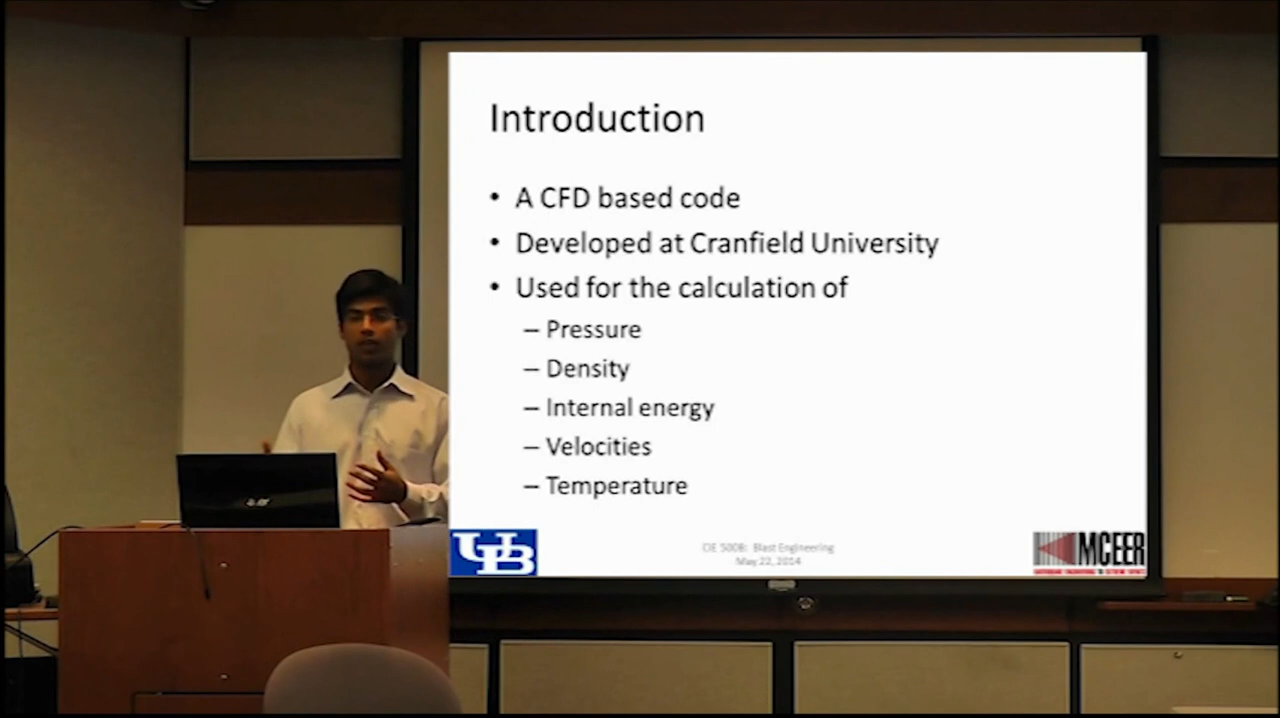 Introduction
• A CFD based code
• Developed at Cranfield University
• Used for the calculation of
– Pressure
– Density
– Internal energy
– Velocities
– Temperature
UB
CIE 500B: Blast Engineering
May 22, 2014
MCEER